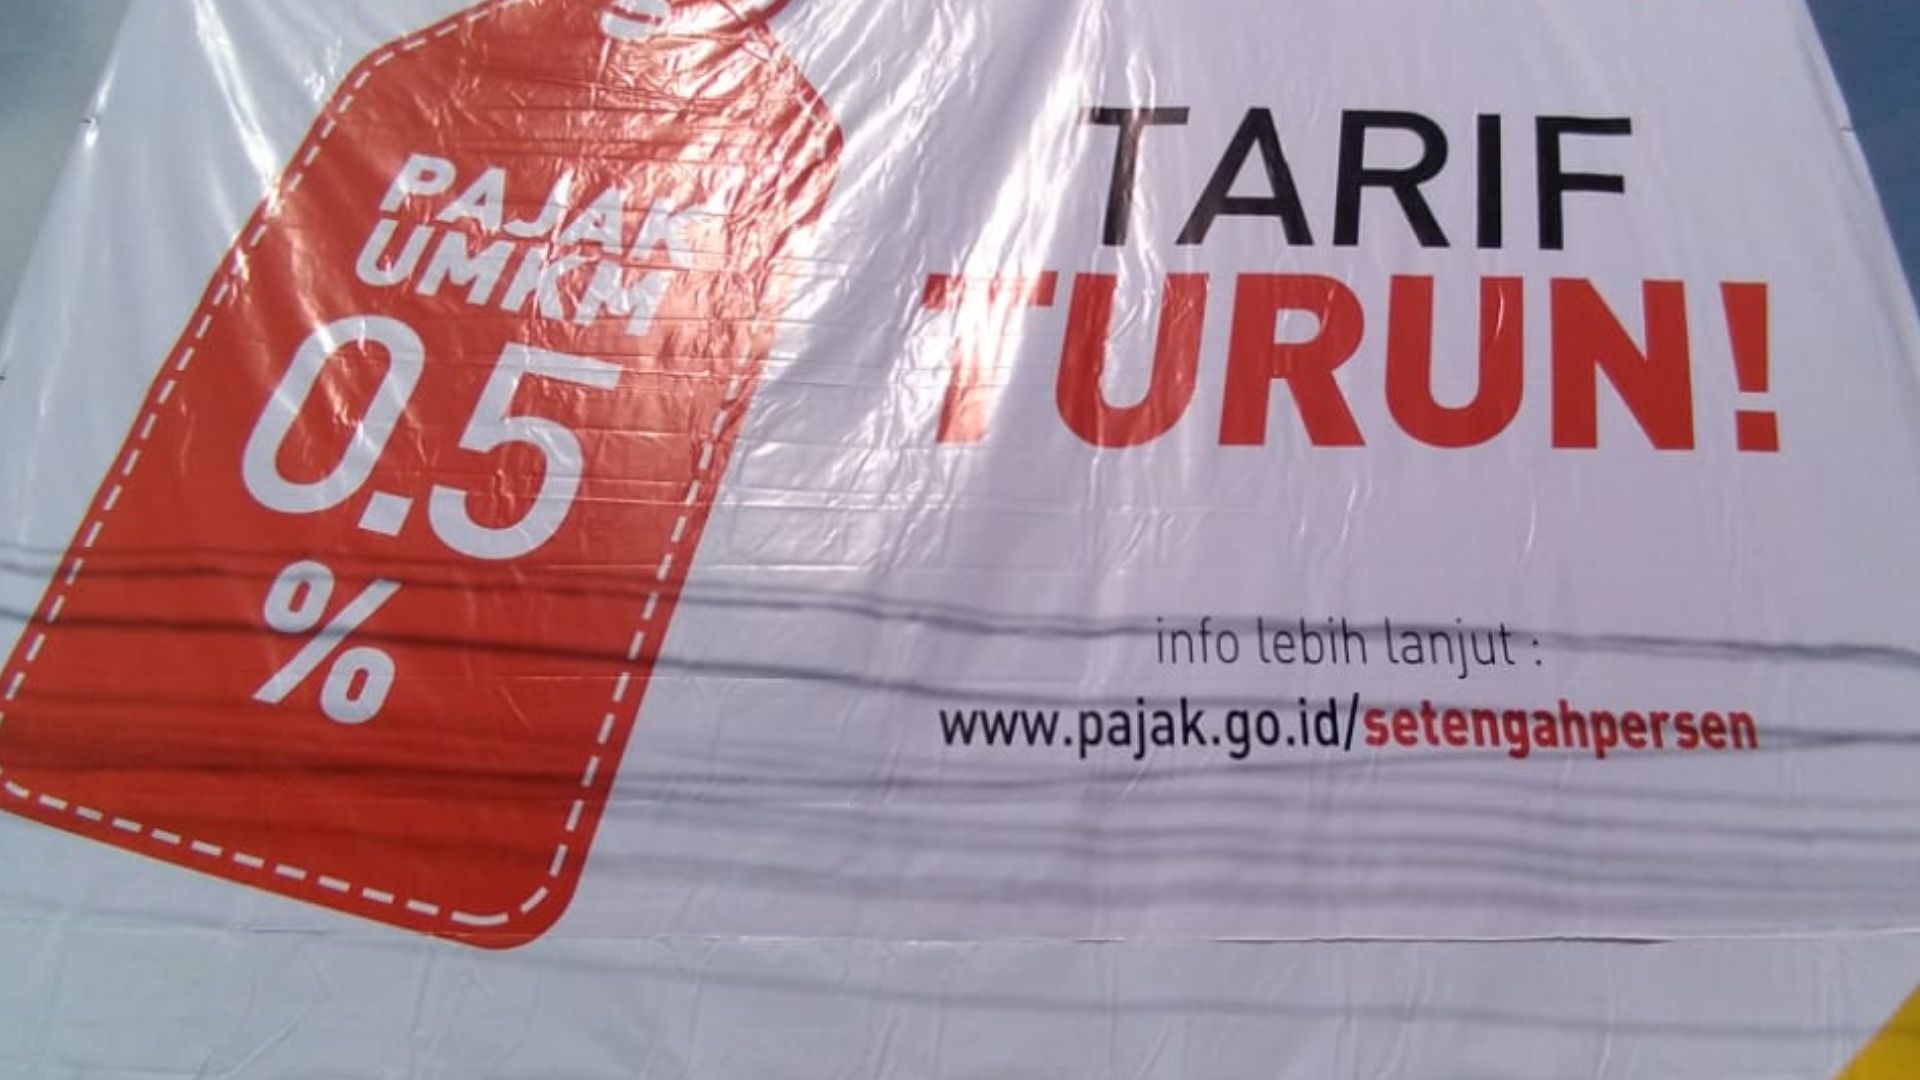 PAJAK
UMKM
0.5
%
TARIF
TURUN!
info lebih lanjut :
www.pajak.go.id/setengahpersen